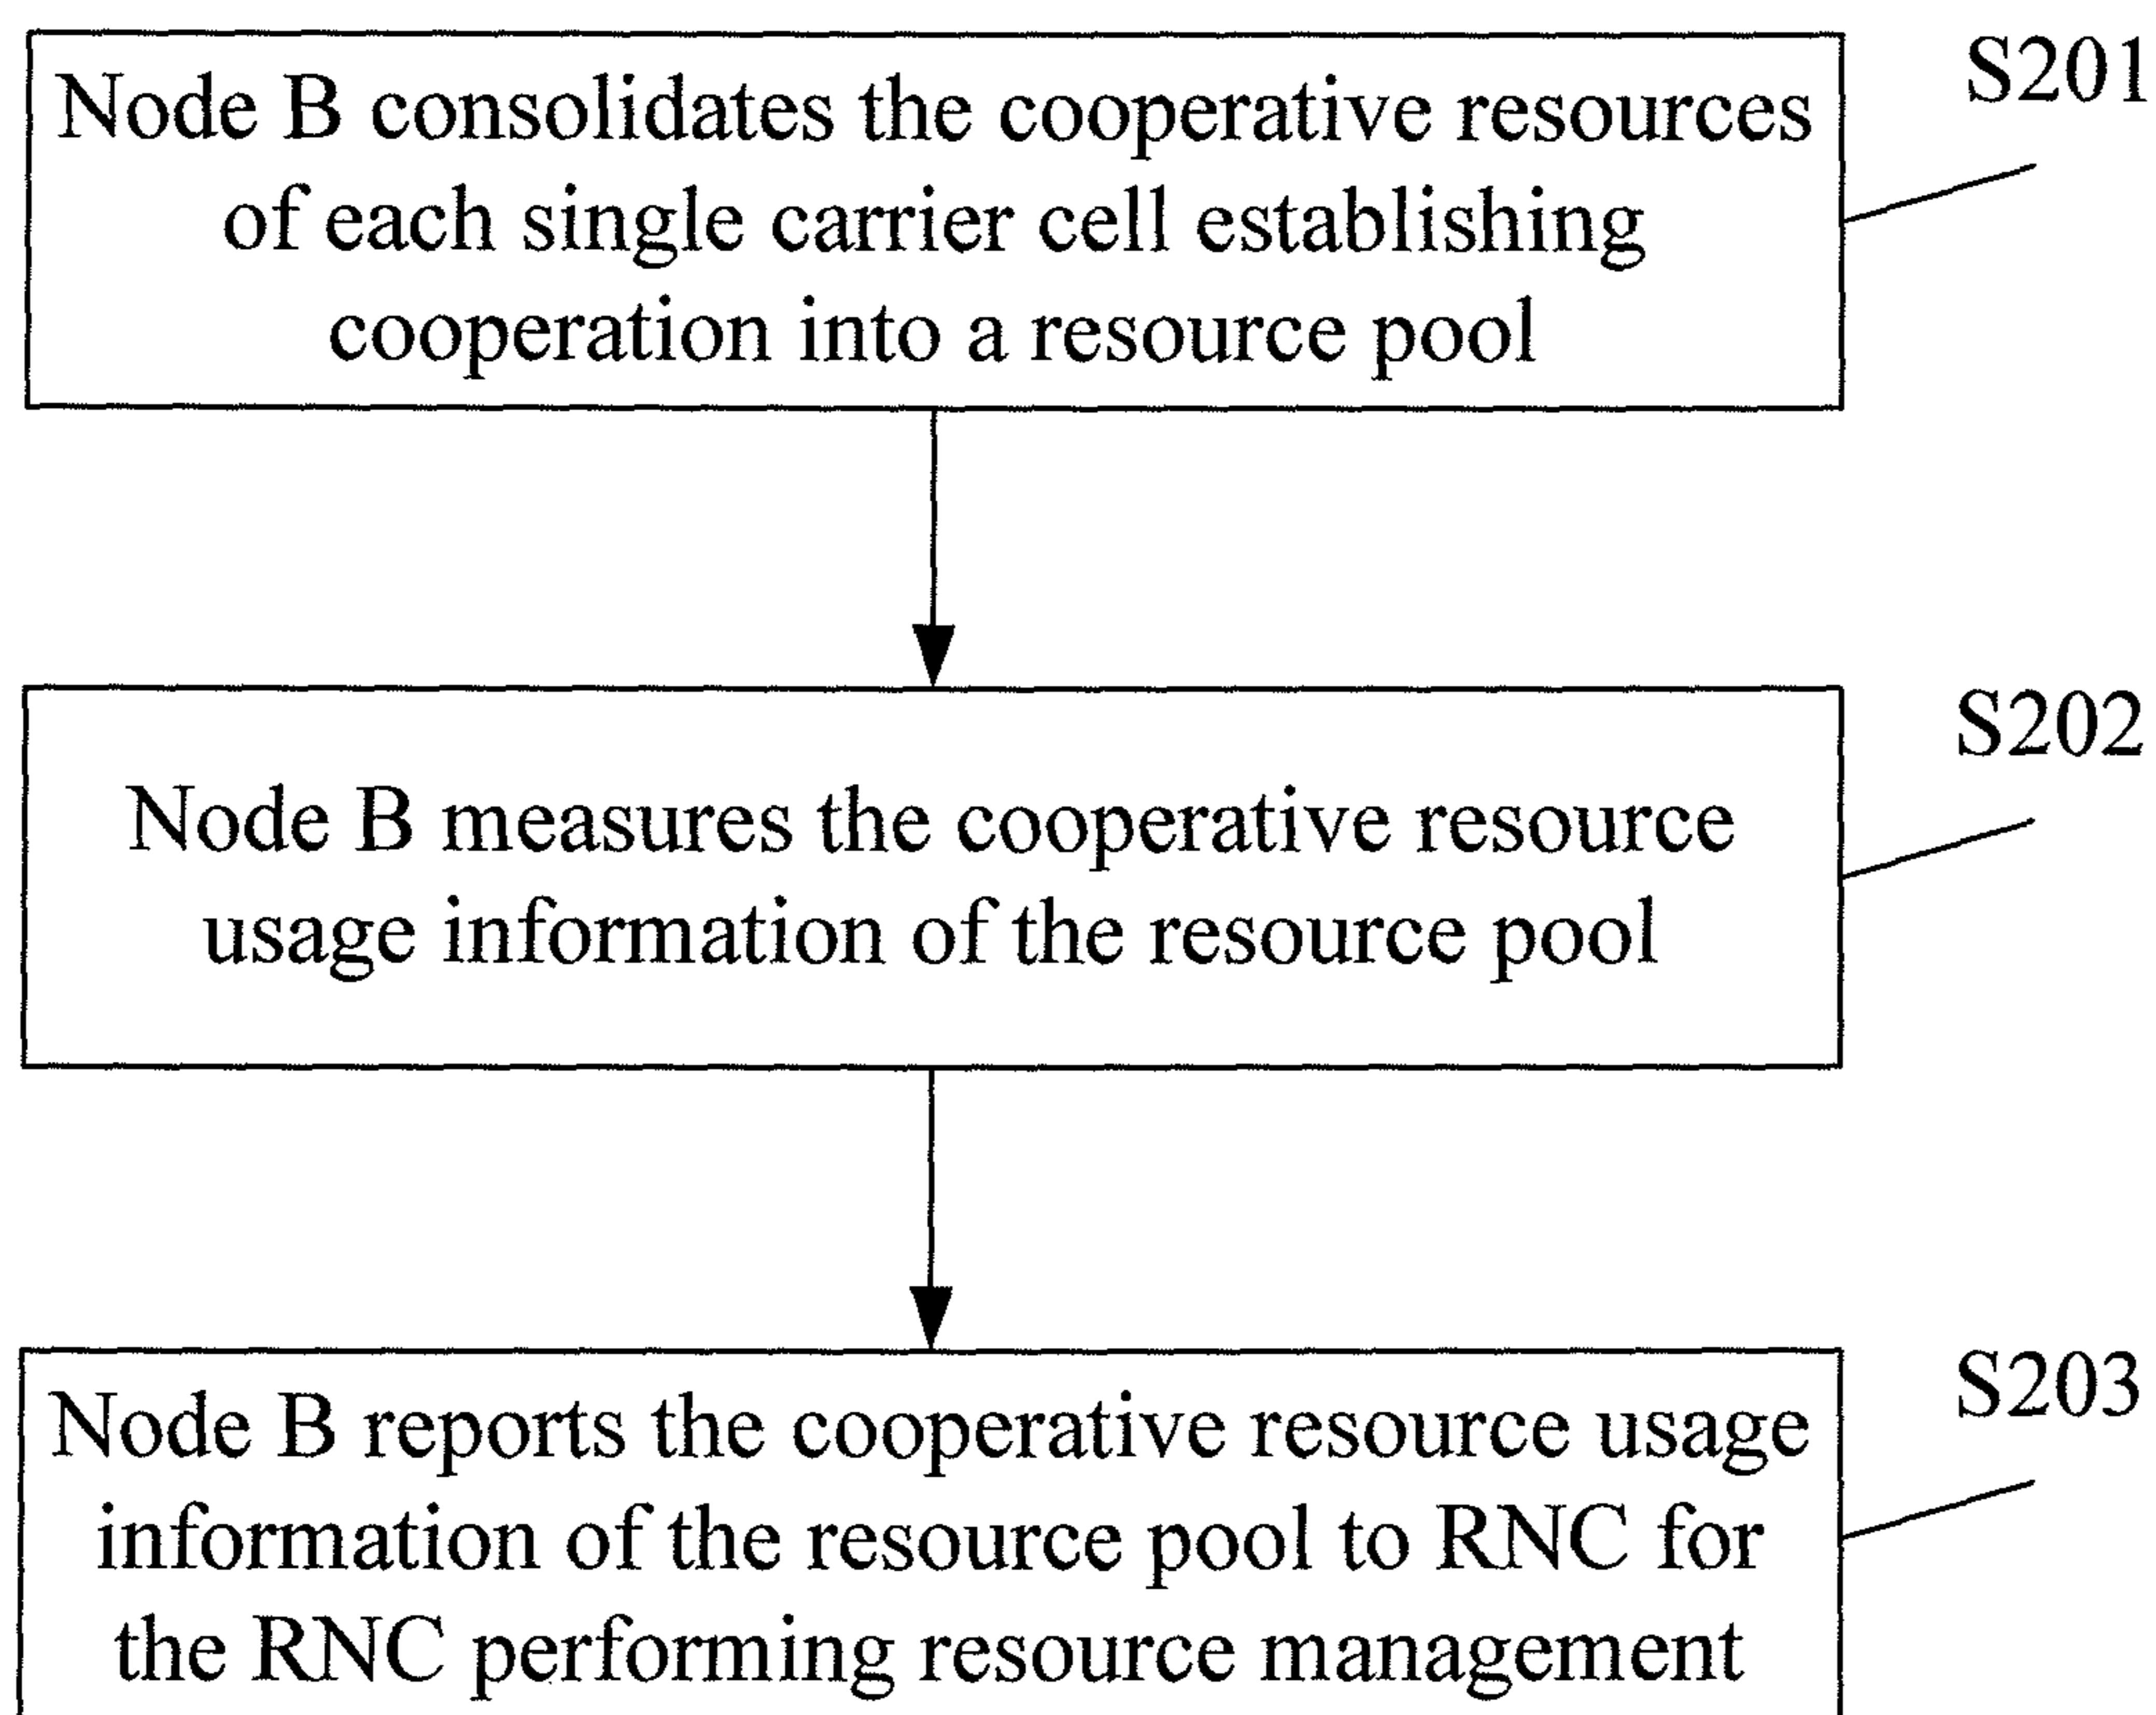 Node B consolidates the cooperative resources
of each single carrier cell establishing
cooperation into a resource pool
S201
Node B measures the cooperative resource
usage information of the resource pool
S202
Node B reports the cooperative resource usage
information of the resource pool to RNC for
the RNC performing resource management
S203